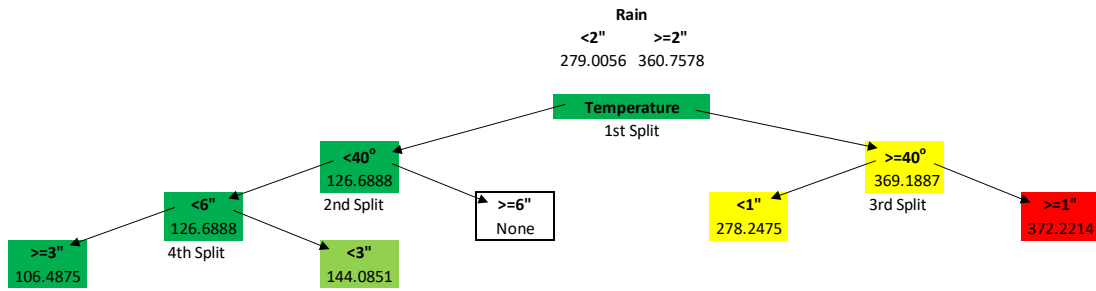 Rain
<2" >=2"
279.0056 360.7578
Temperature
1st Split
<40° >=40°
126.6888 369.1887
2nd Split 3rd Split
<6" >=6" <1" >=1"
126.6888 None 278.2475 372.2214
4th Split
>=3" <3"
106.4875 144.0851